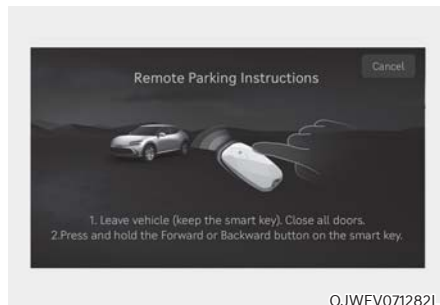 Cancel
Remote Parking Instructions
1. Leave vehicle (keep the smart key). Close all doors.
2.Press and hold the Forward or Backward button on the smart key.
OJWEV071282L